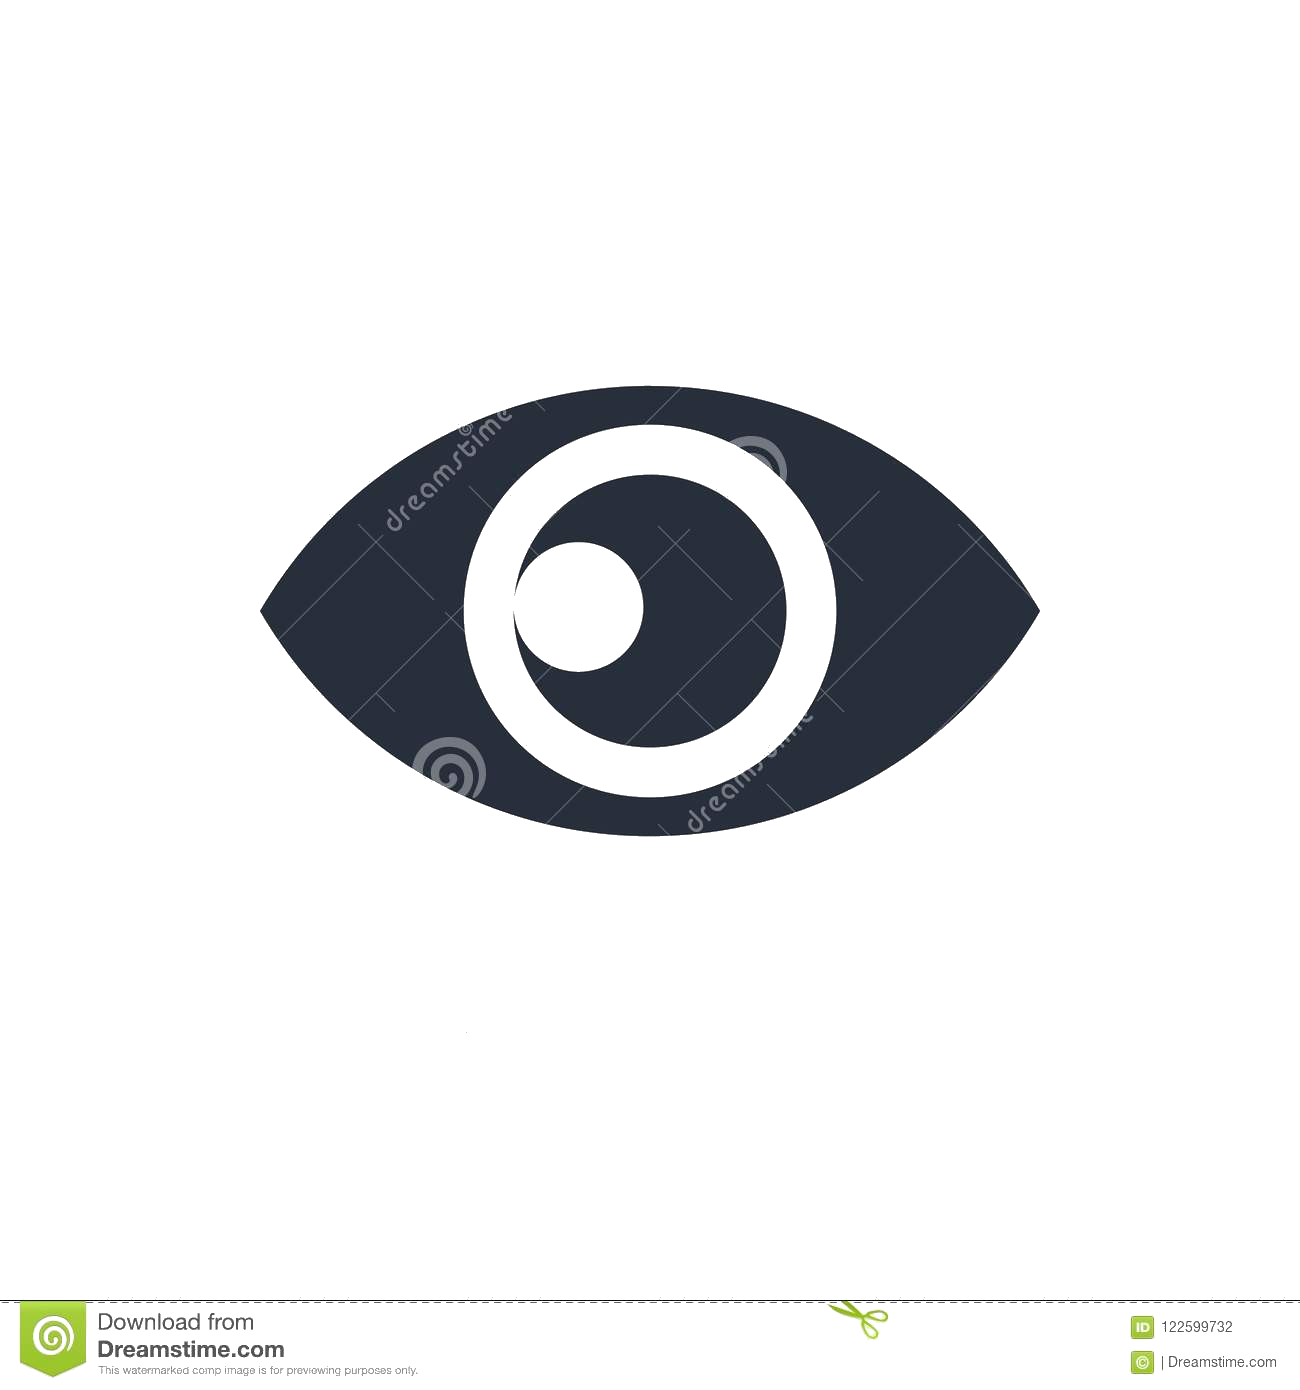 dreamstime
dreamstime
Download from
Dreamstime.com
This watermarked comp image is for previewing purposes only.
ID 122599732
© | Dreamstime.com